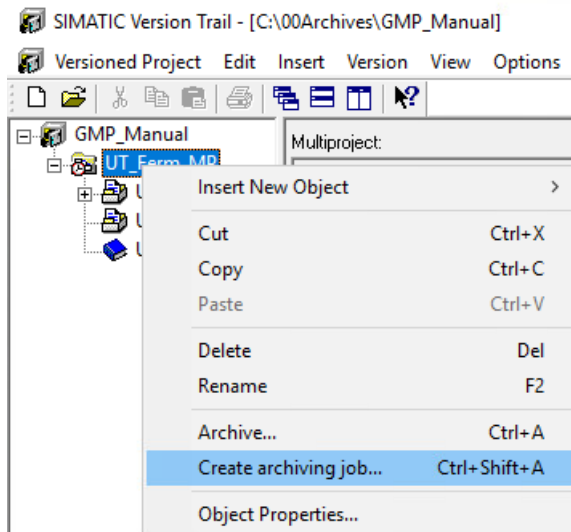 SIMATIC Version Trail - [C:\00Archives\GMP_Manual]
Versioned Project Edit Insert Version View Options
GMP_Manual
Multiproject:
UT_Ferm_MP
Insert New Object
Cut Ctrl+X
Copy Ctrl+C
Paste Ctrl+V
Delete Del
Rename F2
Archive... Ctrl+A
Create archiving job... Ctrl+Shift+A
Object Properties...